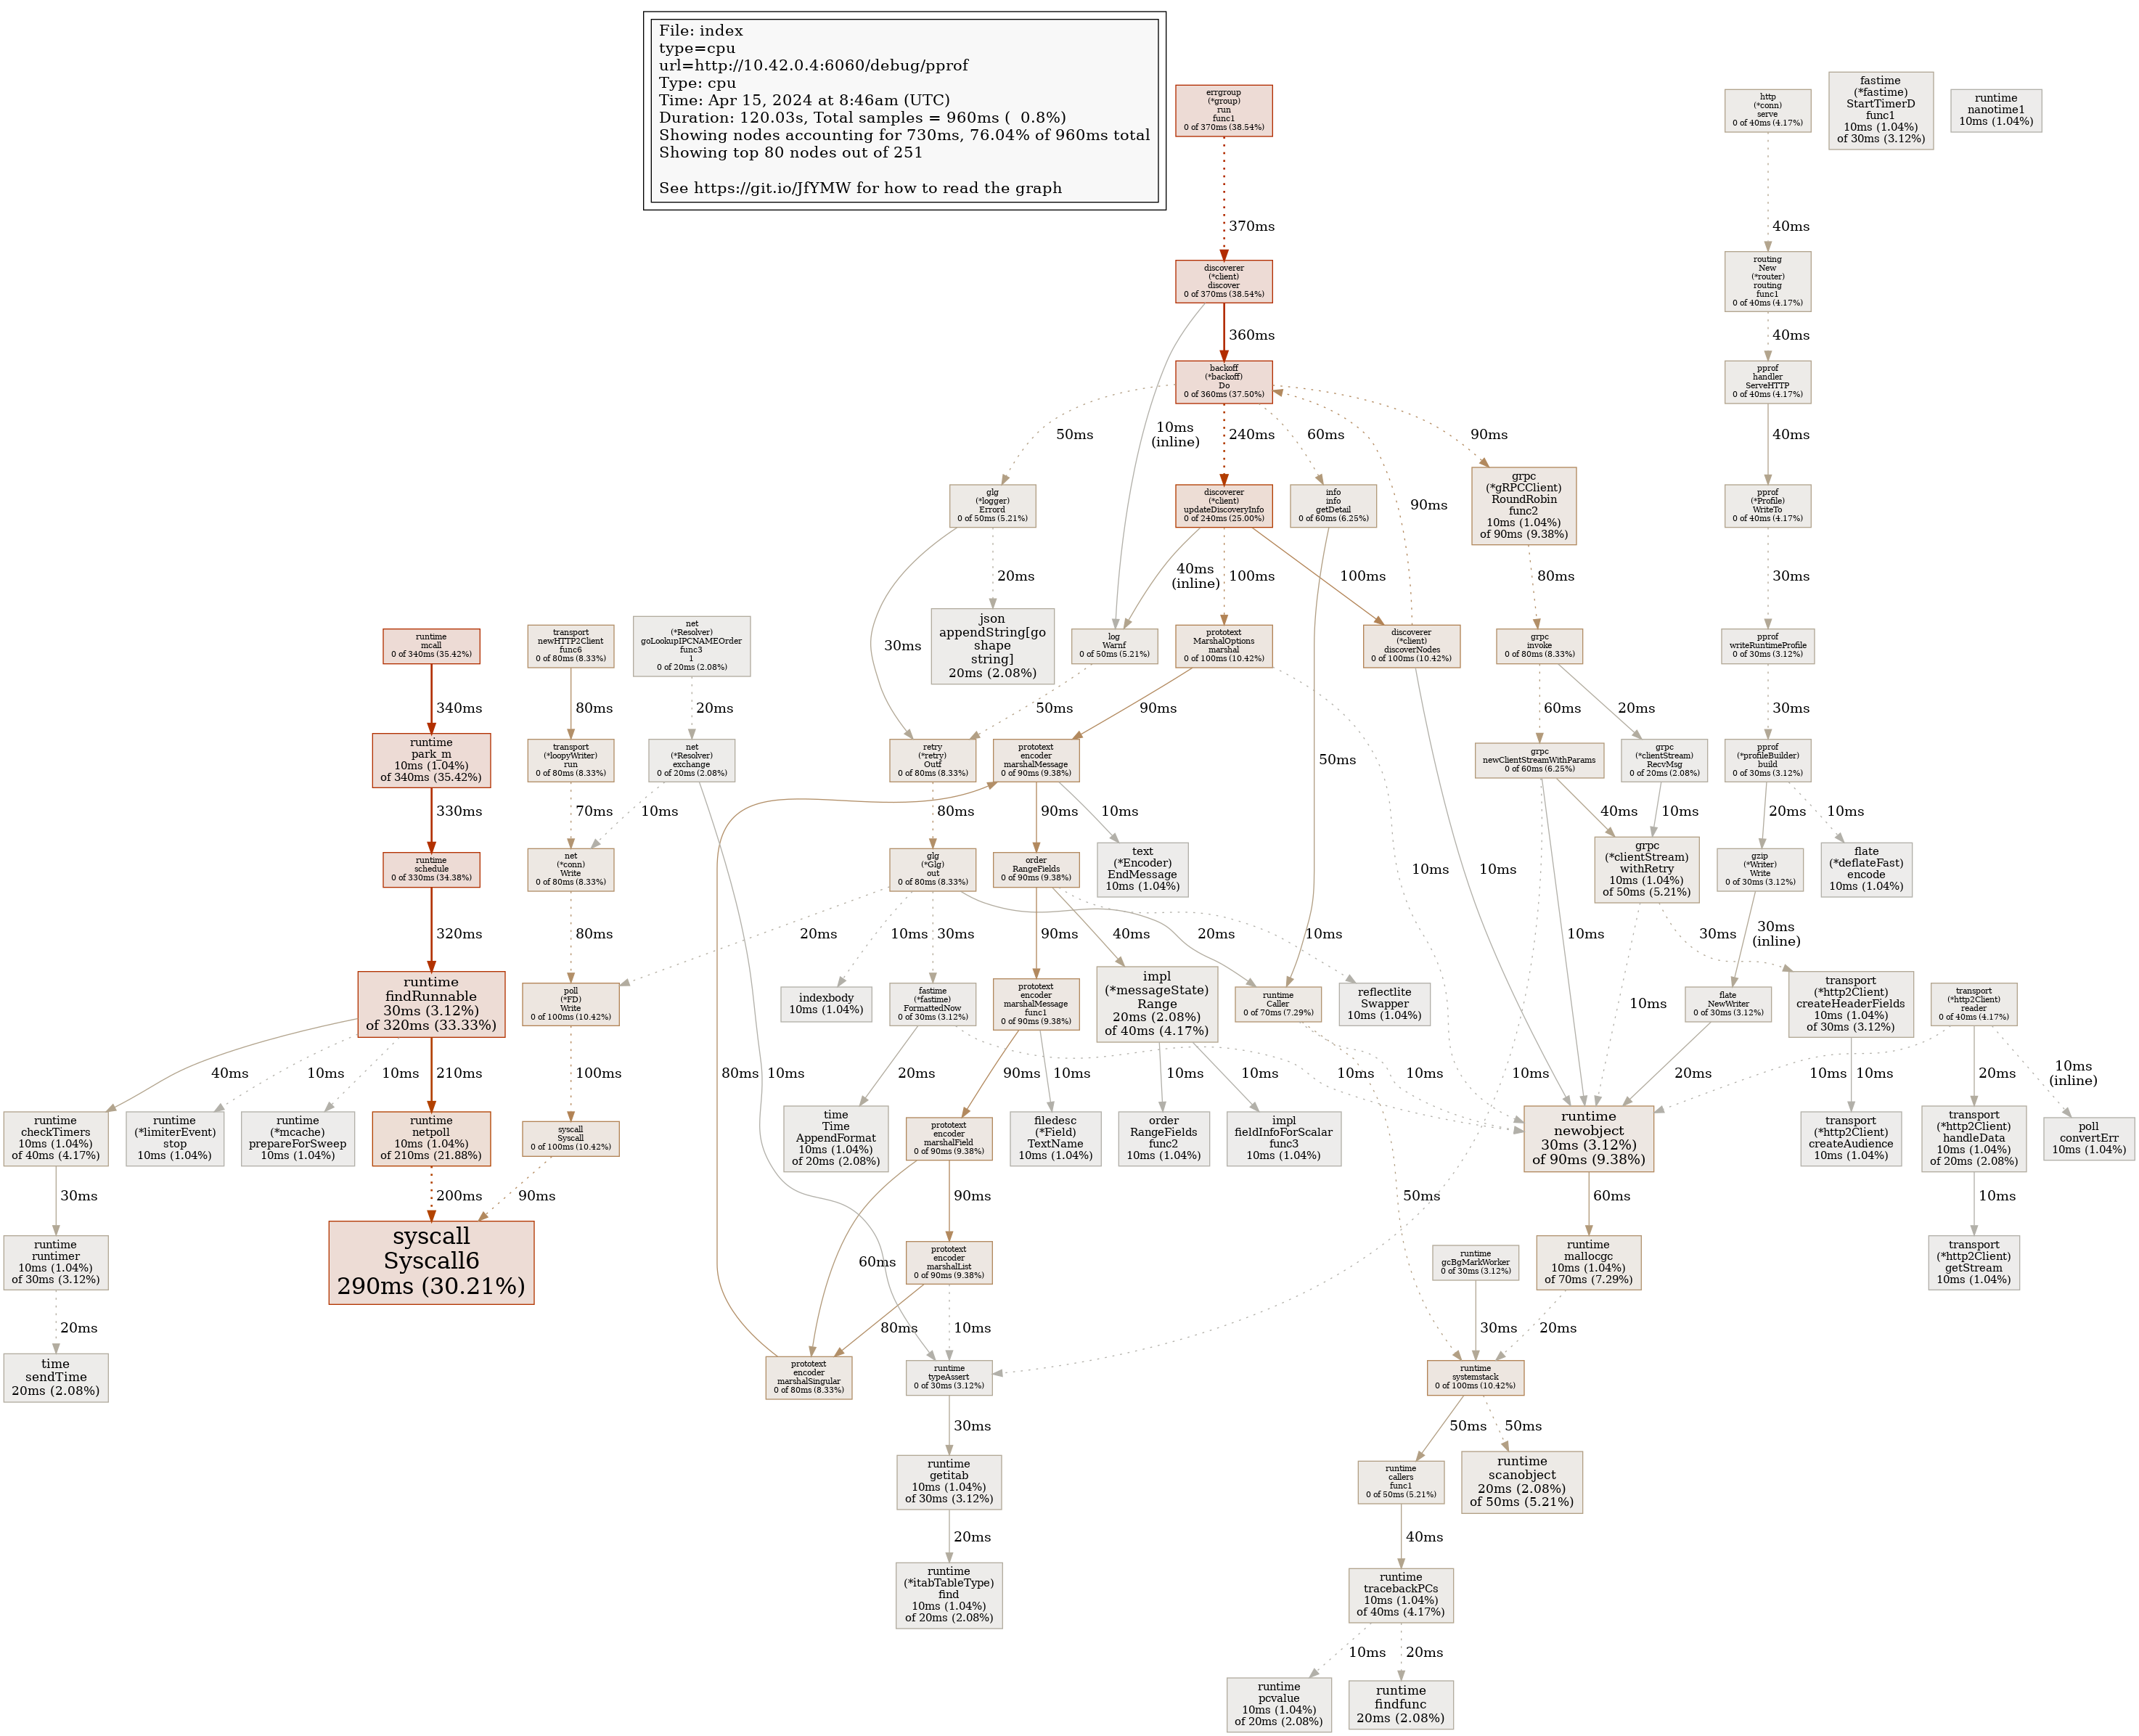 File: index
type=cpu
url=http://10.42.0.4:6060/debug/pprof
Type: cpu
Time: Apr 15, 2024 at 8:46am (UTC)
Duration: 120.03s, Total samples = 960ms ( 0.8%)
Showing nodes accounting for 730ms, 76.04% of 960ms total
Showing top 80 nodes out of 251
See https://git.io/JfYMW for how to read the graph
errgroup
(*group)
run
func1
0 of 370ms (38.54%)
http
(*conn)
serve
0 of 40ms (4.17%)
fastime
(*fastime)
StartTimerD
func1
10ms (1.04%)
of 30ms (3.12%)
runtime
nanotime1
10ms (1.04%)
370ms
40ms
discoverer
(*client)
discover
0 of 370ms (38.54%)
routing
New
(*router)
routing
func1
0 of 40ms (4.17%)
360ms
40ms
backoff
(*backoff)
Do
0 of 360ms (37.50%)
pprof
handler
ServeHTTP
0 of 40ms (4.17%)
50ms
10ms
(inline)
240ms
60ms
90ms
90ms
40ms
glg
(*logger)
Errord
0 of 50ms (5.21%)
discoverer
(*client)
updateDiscoveryInfo
0 of 240ms (25.00%)
info
info
getDetail
0 of 60ms (6.25%)
grpc
(*gRPCClient)
RoundRobin
func2
10ms (1.04%)
of 90ms (9.38%)
pprof
(*Profile)
WriteTo
0 of 40ms (4.17%)
30ms
20ms
40ms
(inline)
100ms
100ms
50ms
80ms
30ms
runtime
mcall
0 of 340ms (35.42%)
transport
newHTTP2Client
func6
0 of 80ms (8.33%)
net
(*Resolver)
goLookupIPCNAMEOrder
func3
1
0 of 20ms (2.08%)
json
appendString[go
shape
string]
20ms (2.08%)
log
Warnf
0 of 50ms (5.21%)
prototext
MarshalOptions
marshal
0 of 100ms (10.42%)
discoverer
(*client)
discoverNodes
0 of 100ms (10.42%)
grpc
invoke
0 of 80ms (8.33%)
pprof
writeRuntimeProfile
0 of 30ms (3.12%)
340ms
80ms
20ms
50ms
90ms
10ms
10ms
60ms
20ms
30ms
runtime
park_m
10ms (1.04%)
of 340ms (35.42%)
transport
(*loopyWriter)
run
0 of 80ms (8.33%)
net
(*Resolver)
exchange
0 of 20ms (2.08%)
retry
(*retry)
Outf
0 of 80ms (8.33%)
prototext
encoder
marshalMessage
0 of 90ms (9.38%)
grpc
newClientStreamWithParams
0 of 60ms (6.25%)
grpc
(*clientStream)
RecvMsg
0 of 20ms (2.08%)
pprof
(*profileBuilder)
build
0 of 30ms (3.12%)
330ms
70ms
10ms
10ms
80ms
90ms
10ms
40ms
10ms
10ms
10ms
20ms
10ms
runtime
schedule
0 of 330ms (34.38%)
net
(*conn)
Write
0 of 80ms (8.33%)
glg
(*Glg)
out
0 of 80ms (8.33%)
order
RangeFields
0 of 90ms (9.38%)
text
(*Encoder)
EndMessage
10ms (1.04%)
grpc
(*clientStream)
withRetry
10ms (1.04%)
of 50ms (5.21%)
gzip
(*Writer)
Write
0 of 30ms (3.12%)
flate
(*deflateFast)
encode
10ms (1.04%)
320ms
80ms
20ms
10ms
30ms
20ms
90ms
40ms
10ms
10ms
30ms
30ms
(inline)
runtime
findRunnable
30ms (3.12%)
of 320ms (33.33%)
poll
(*FD)
Write
0 of 100ms (10.42%)
indexbody
10ms (1.04%)
fastime
(*fastime)
FormattedNow
0 of 30ms (3.12%)
prototext
encoder
marshalMessage
func1
0 of 90ms (9.38%)
impl
(*messageState)
Range
20ms (2.08%)
of 40ms (4.17%)
runtime
Caller
0 of 70ms (7.29%)
reflectlite
Swapper
10ms (1.04%)
flate
NewWriter
0 of 30ms (3.12%)
transport
(*http2Client)
createHeaderFields
10ms (1.04%)
of 30ms (3.12%)
transport
(*http2Client)
reader
0 of 40ms (4.17%)
40ms
10ms
10ms
210ms
100ms
80ms
20ms
10ms
90ms
10ms
10ms
10ms
50ms
10ms
20ms
10ms
10ms
20ms
10ms
(inline)
runtime
checkTimers
10ms (1.04%)
of 40ms (4.17%)
runtime
(*limiterEvent)
stop
10ms (1.04%)
runtime
(*mcache)
prepareForSweep
10ms (1.04%)
runtime
netpoll
10ms (1.04%)
of 210ms (21.88%)
syscall
Syscall
0 of 100ms (10.42%)
time
Time
AppendFormat
10ms (1.04%)
of 20ms (2.08%)
prototext
encoder
marshalField
0 of 90ms (9.38%)
filedesc
(*Field)
TextName
10ms (1.04%)
order
RangeFields
func2
10ms (1.04%)
impl
fieldInfoForScalar
func3
10ms (1.04%)
runtime
newobject
30ms (3.12%)
of 90ms (9.38%)
transport
(*http2Client)
createAudience
10ms (1.04%)
transport
(*http2Client)
handleData
10ms (1.04%)
of 20ms (2.08%)
poll
convertErr
10ms (1.04%)
30ms
200ms
90ms
60ms
90ms
60ms
10ms
runtime
runtimer
10ms (1.04%)
of 30ms (3.12%)
syscall
Syscall6
290ms (30.21%)
prototext
encoder
marshalList
0 of 90ms (9.38%)
runtime
gcBgMarkWorker
0 of 30ms (3.12%)
runtime
mallocgc
10ms (1.04%)
of 70ms (7.29%)
transport
(*http2Client)
getStream
10ms (1.04%)
20ms
80ms
10ms
30ms
20ms
time
sendTime
20ms (2.08%)
prototext
encoder
marshalSingular
0 of 80ms (8.33%)
runtime
typeAssert
0 of 30ms (3.12%)
runtime
systemstack
0 of 100ms (10.42%)
30ms
50ms
50ms
runtime
getitab
10ms (1.04%)
of 30ms (3.12%)
runtime
callers
func1
0 of 50ms (5.21%)
runtime
scanobject
20ms (2.08%)
of 50ms (5.21%)
20ms
40ms
runtime
(*itabTableType)
find
10ms (1.04%)
of 20ms (2.08%)
runtime
tracebackPCs
10ms (1.04%)
of 40ms (4.17%)
10ms
20ms
runtime
pcvalue
10ms (1.04%)
of 20ms (2.08%)
runtime
findfunc
20ms (2.08%)